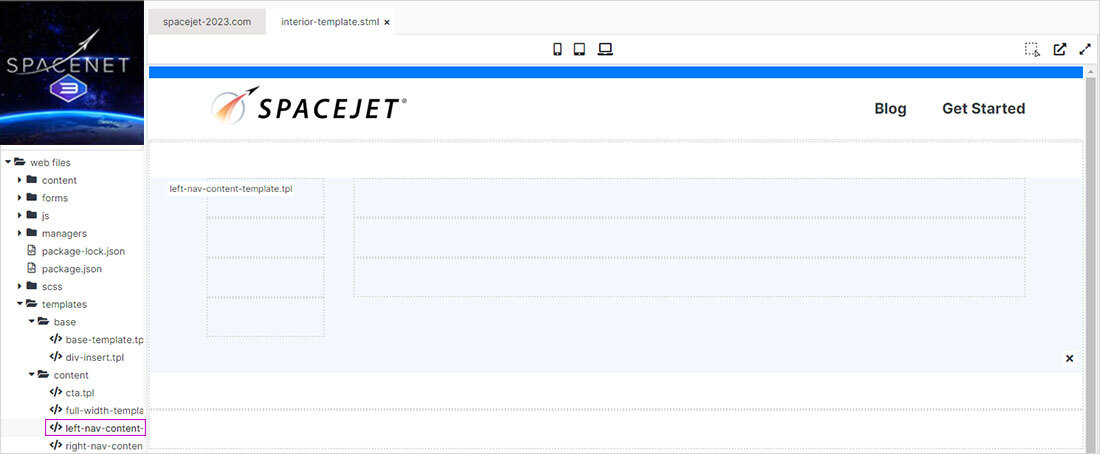 SPACENET
3
spacejet-2023.com
interior-template.stml ×
SPACEJET®
Blog
Get Started
web files
content
forms
js
managers
package-lock.json
package.json
scss
templates
base
base-template.tp
div-insert.tpl
content
cta.tpl
full-width-templa
left-nav-content-
right-nav-conten
left-nav-content-template.tpl
×